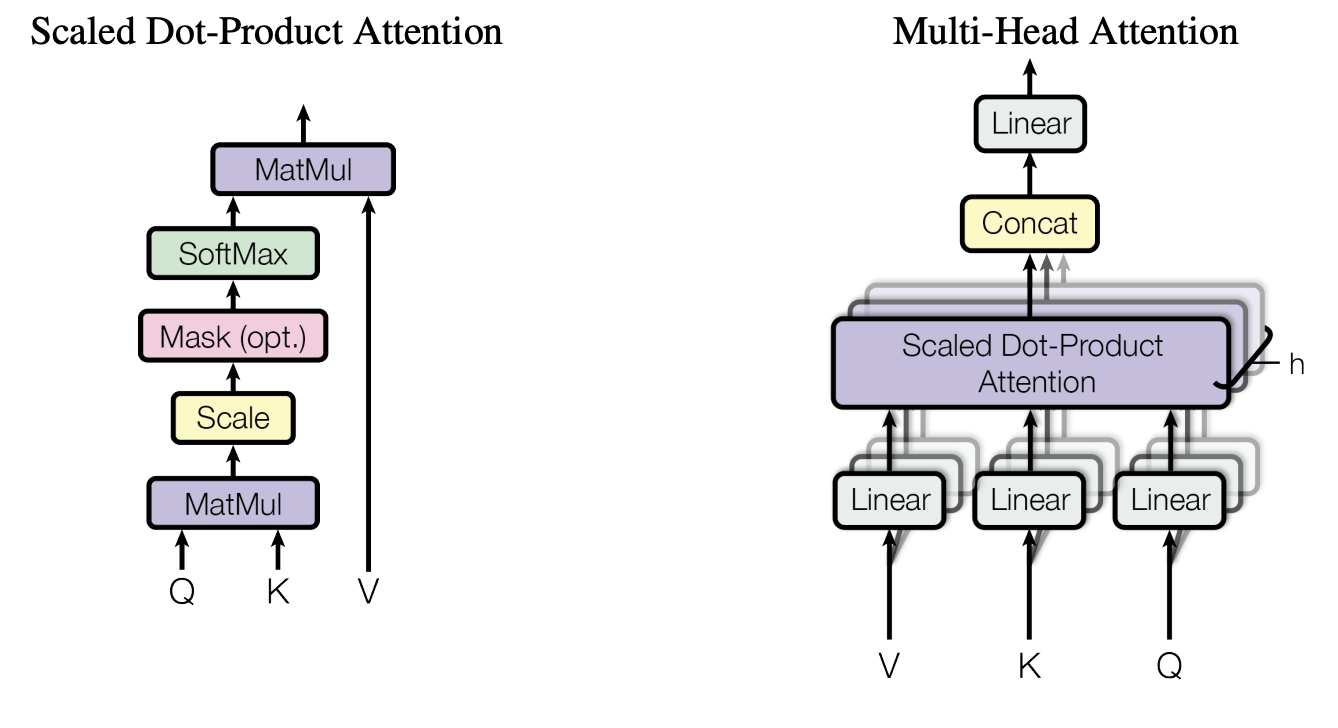 Scaled Dot-Product Attention
MatMul
SoftMax
Mask (opt.)
Scale
MatMul
Q K V
Multi-Head Attention
Linear
Concat
Scaled Dot-Product
Attention
h
Linear Linear Linear
V K Q